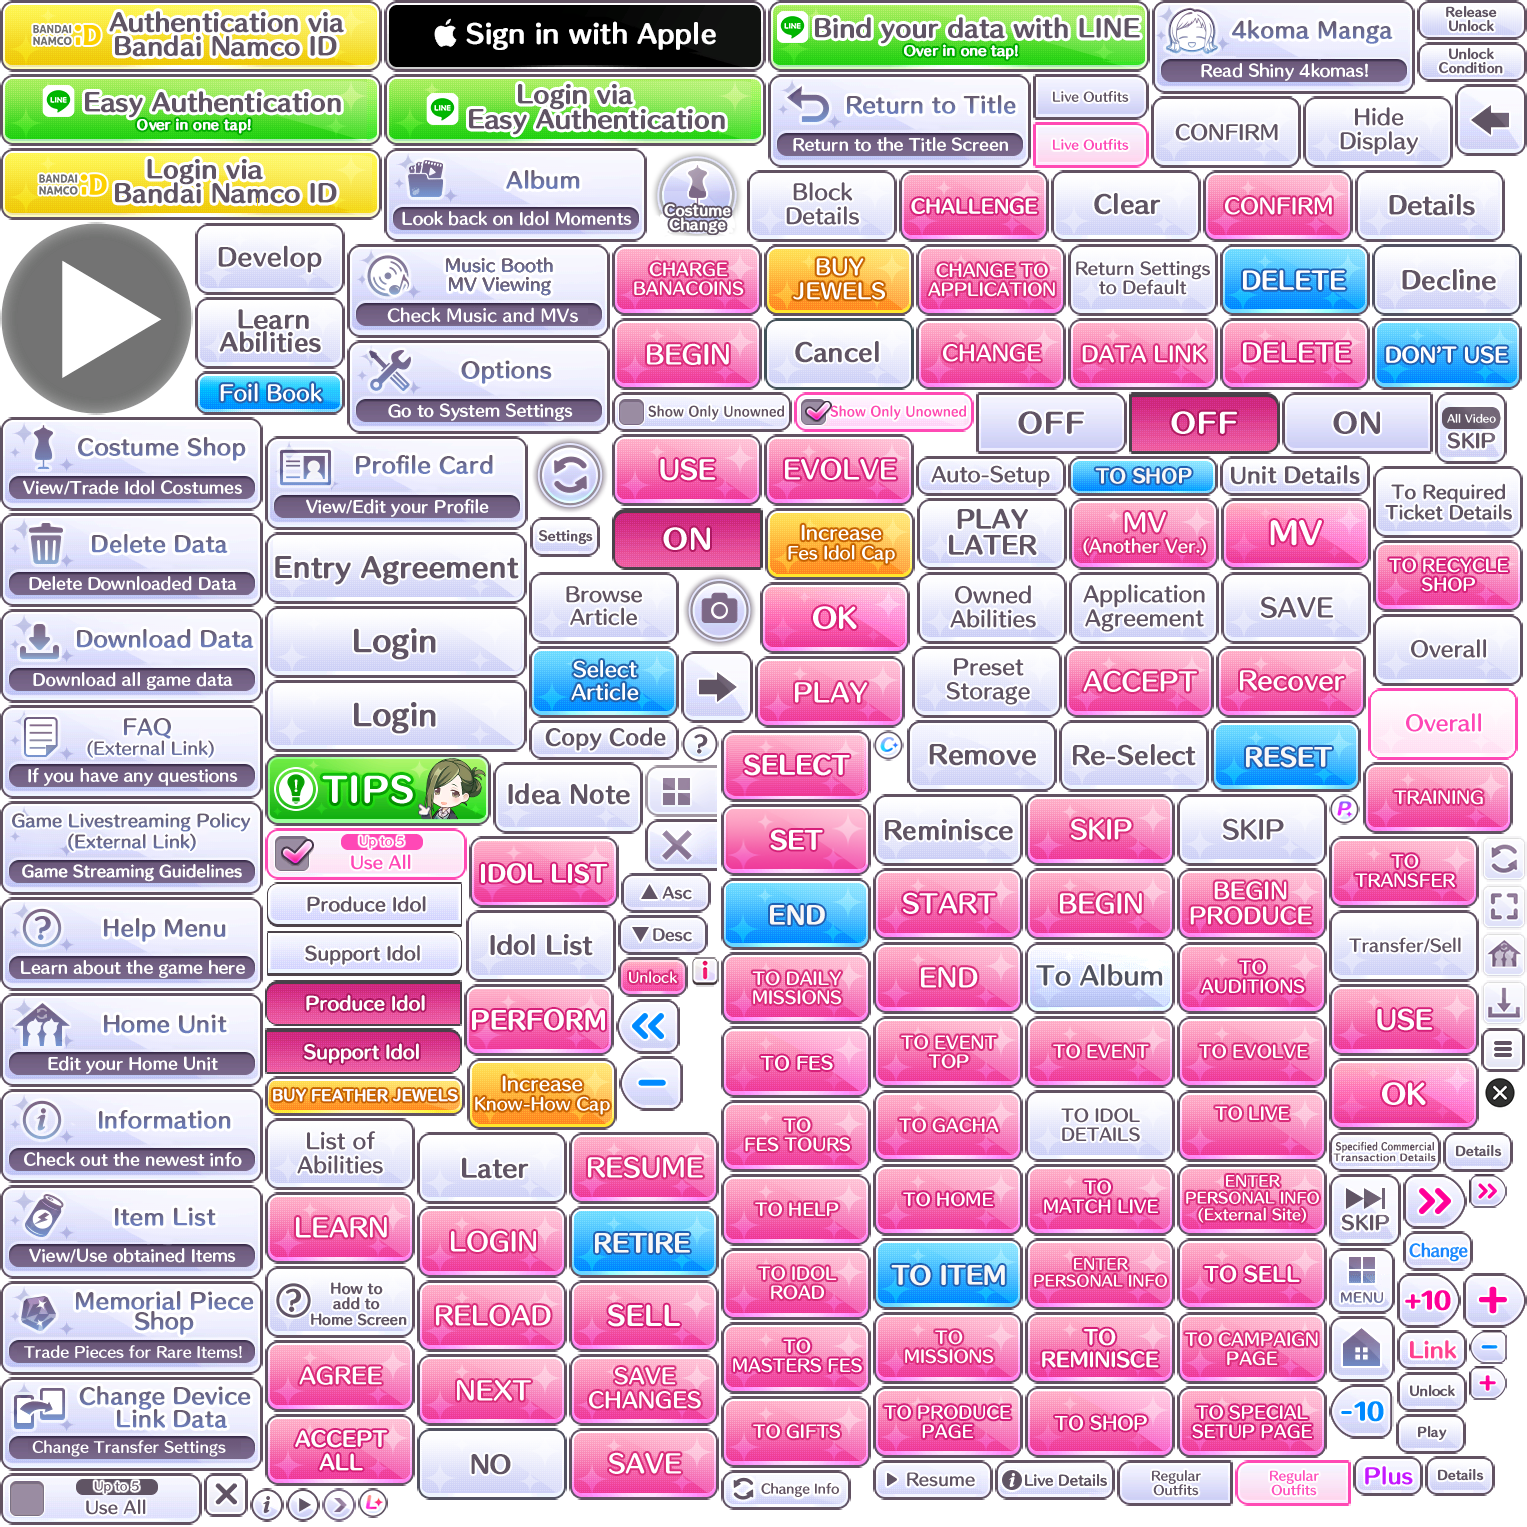 BANDAI NAMCO ID
Authentication via
Bandai Namco ID
Sign in with Apple
LINE
Bind your data with LINE
Over in one tap!
4koma Manga
Read Shiny 4komas!
Release
Unlock
Unlock
Condition
LINE
Easy Authentication
Over in one tap!
LINE
Login via
Easy Authentication
Return to Title
Return to the Title Screen
Live Outfits
Live Outfits
CONFIRM
Hide
Display
BANDAI NAMCO ID
Login via
Bandai Namco ID
Album
Look back on Idol Moments
Costume
Change
Block
Details
CHALLENGE
Clear
CONFIRM
Details
Develop
Learn
Abilities
Foil Book
Music Booth
MV Viewing
Check Music and MVs
Options
Go to System Settings
CHARGE
BANACOINS
BUY
JEWELS
CHANGE TO
APPLICATION
Return Settings
to Default
DELETE
Decline
BEGIN
Cancel
CHANGE
DATA LINK
DELETE
DON'T USE
Show Only Unowned
Show Only Unowned
OFF
OFF
ON
All Video
SKIP
Costume Shop
View/Trade Idol Costumes
Profile Card
View/Edit your Profile
USE
EVOLVE
Auto-Setup
TO SHOP
Unit Details
To Required
Ticket Details
Delete Data
Delete Downloaded Data
Entry Agreement
Settings
ON
Increase
Fes Idol Cap
PLAY
LATER
MV
(Another Ver.)
MV
TO RECYCLE
SHOP
Download Data
Download all game data
Login
Browse
Article
OK
Owned
Abilities
Application
Agreement
SAVE
Overall
Select
Article
PLAY
Preset
Storage
ACCEPT
Recover
Overall
FAQ
(External Link)
If you have any questions
Login
Copy Code
?
SELECT
C+
Remove
Re-Select
RESET
TRAINING
TIPS
Idea Note
Game Livestreaming Policy
(External Link)
Game Streaming Guidelines
Up to 5
Use All
IDOL LIST
SET
Reminisce
SKIP
SKIP
P.
TO
TRANSFER
Produce Idol
Asc
END
START
BEGIN
BEGIN
PRODUCE
Help Menu
Learn about the game here
Support Idol
Idol List
Desc
Transfer/Sell
Unlock
i
TO DAILY
MISSIONS
END
To Album
TO
AUDITIONS
Home Unit
Edit your Home Unit
Produce Idol
Support Idol
PERFORM
USE
TO FES
TO EVENT
TOP
TO EVENT
TO EVOLVE
BUY FEATHER JEWELS
Increase
Know-How Cap
OK
Information
Check out the newest info
List of
Abilities
Later
RESUME
TO
FES TOURS
TO GACHA
TO IDOL
DETAILS
TO LIVE
Specified Commercial
Transaction Details
Details
Item List
View/Use obtained Items
LEARN
LOGIN
RETIRE
TO HELP
TO HOME
TO
MATCH LIVE
ENTER
PERSONAL INFO
(External Site)
SKIP
Change
Memorial Piece
Shop
Trade Pieces for Rare Items!
How to
add to
Home Screen
RELOAD
SELL
TO IDOL
ROAD
TO ITEM
ENTER
PERSONAL INFO
TO SELL
MENU
+10
+
AGREE
NEXT
SAVE
CHANGES
TO
MASTERS FES
TO
MISSIONS
TO
REMINISCE
TO CAMPAIGN
PAGE
Link
Unlock
Change Device
Link Data
Change Transfer Settings
ACCEPT
ALL
NO
SAVE
TO GIFTS
TO PRODUCE
PAGE
TO SHOP
TO SPECIAL
SETUP PAGE
-10
Play
Up to 5
Use All
i
L+
Change Info
Resume
Live Details
Regular
Outfits
Regular
Outfits
Plus
Details